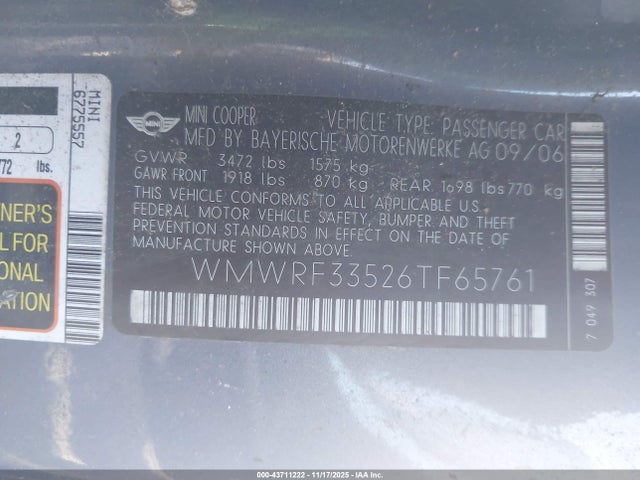 MINI
6775557
2
772 lbs.
NER'S
L FOR
ONAL
ATION
MINI
MINI COOPER VEHICLE TYPE: PASSENGER CAR
MFD BY BAYERISCHE MOTORENWERKE AG 09/06
GVWR 3472 lbs 1575 kg
GAWR FRONT 1918 lbs 870 kg REAR 1698 lbs 770 kg
THIS VEHICLE CONFORMS TO ALL APPLICABLE U.S.
FEDERAL MOTOR VEHICLE SAFETY, BUMPER AND THEFT
PREVENTION STANDARDS IN EFFECT ON THE DATE OF
MANUFACTURE SHOWN ABOVE.
WMWRF33526TF65761
7 049 307
000-43711222 - 11/17/2025 - IAA, Inc.